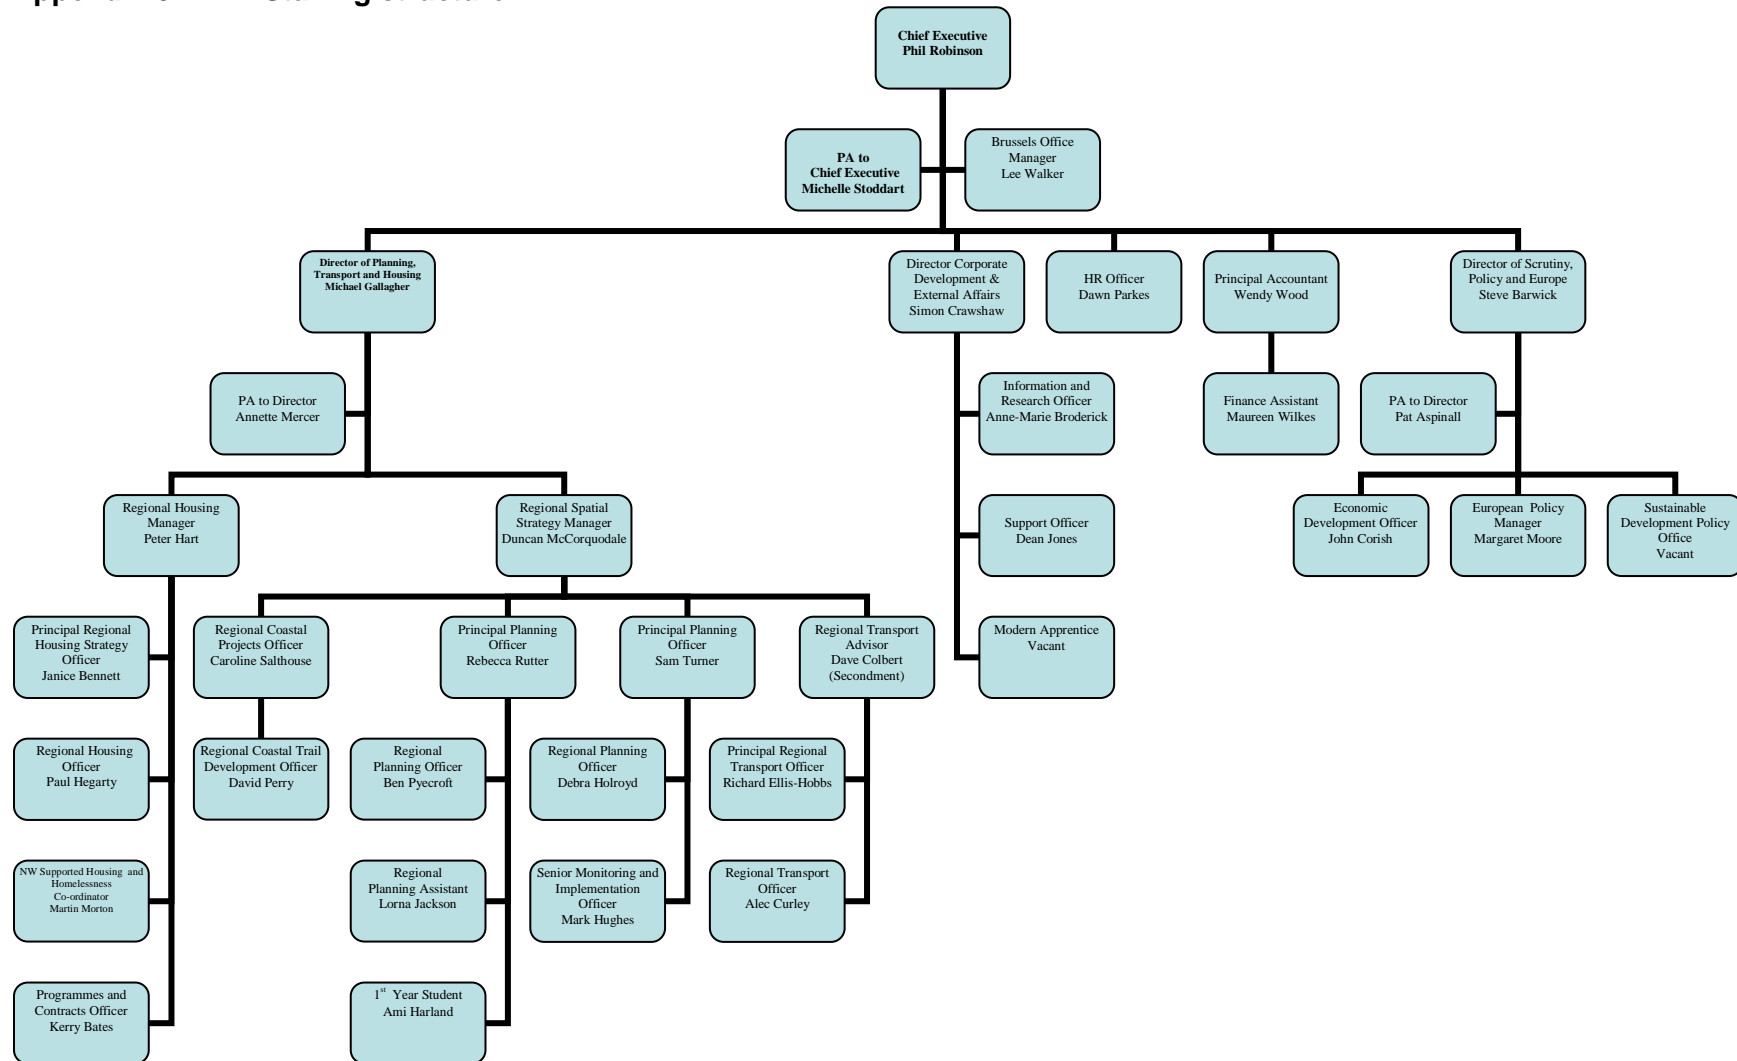 Chief Executive
Phil Robinson
PA to
Chief Executive
Michelle Stoddart
Brussels Office
Manager
Lee Walker
Director of Planning,
Transport and Housing
Michael Gallagher
Director Corporate
Development &
External Affairs
Simon Crawshaw
HR Officer
Dawn Parkes
Principal Accountant
Wendy Wood
Director of Scrutiny,
Policy and Europe
Steve Barwick
PA to Director
Annette Mercer
Information and
Research Officer
Anne-Marie Broderick
Finance Assistant
Maureen Wilkes
PA to Director
Pat Aspinall
Regional Housing
Manager
Peter Hart
Regional Spatial
Strategy Manager
Duncan McCorquodale
Support Officer
Dean Jones
Economic
Development Officer
John Corish
European Policy
Manager
Margaret Moore
Sustainable
Development Policy
Office
Vacant
Principal Regional
Housing Strategy
Officer
Janice Bennett
Regional Coastal
Projects Officer
Caroline Salthouse
Principal Planning
Officer
Rebecca Rutter
Principal Planning
Officer
Sam Turner
Regional Transport
Advisor
Dave Colbert
(Secondment)
Modern Apprentice
Vacant
Regional Housing
Officer
Paul Hegarty
Regional Coastal Trail
Development Officer
David Perry
Regional
Planning Officer
Ben Pyecroft
Regional Planning
Officer
Debra Holroyd
Principal Regional
Transport Officer
Richard Ellis-Hobbs
NW Supported Housing and
Homelessness
Co-ordinator
Martin Morton
Regional
Planning Assistant
Lorna Jackson
Senior Monitoring and
Implementation
Officer
Mark Hughes
Regional Transport
Officer
Alec Curley
Programmes and
Contracts Officer
Kerry Bates
1st Year Student
Ami Harland